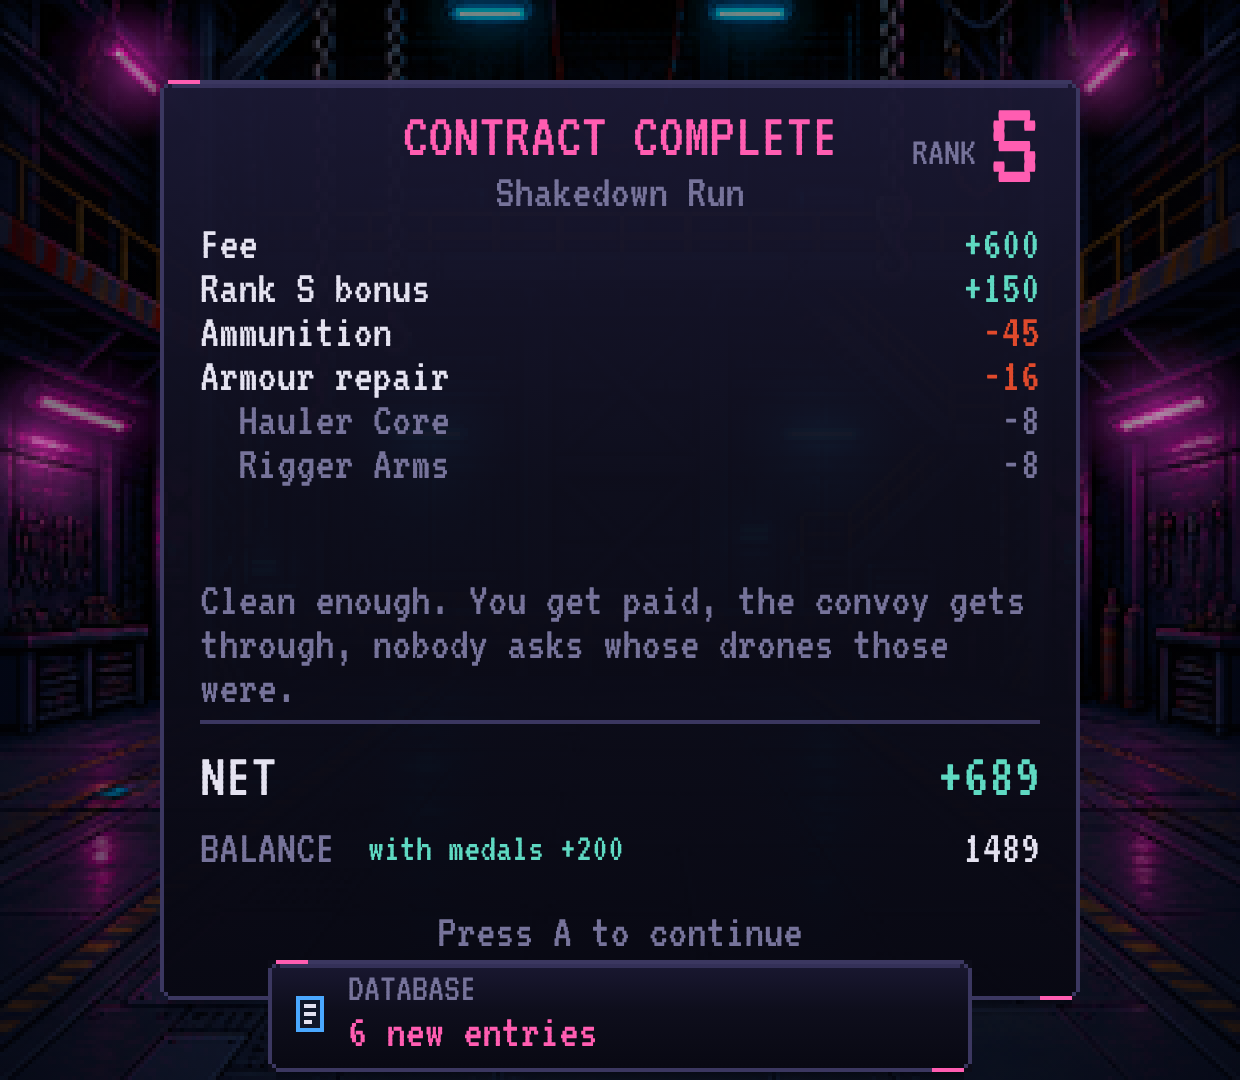 CONTRACT COMPLETE
RANK S
Shakedown Run
Fee +600
Rank S bonus +150
Ammunition -45
Armour repair -16
Hauler Core -8
Rigger Arms -8
Clean enough. You get paid, the convoy gets
through, nobody asks whose drones those
were.
NET +689
BALANCE with medals +200 1489
Press A to continue
DATABASE
6 new entries